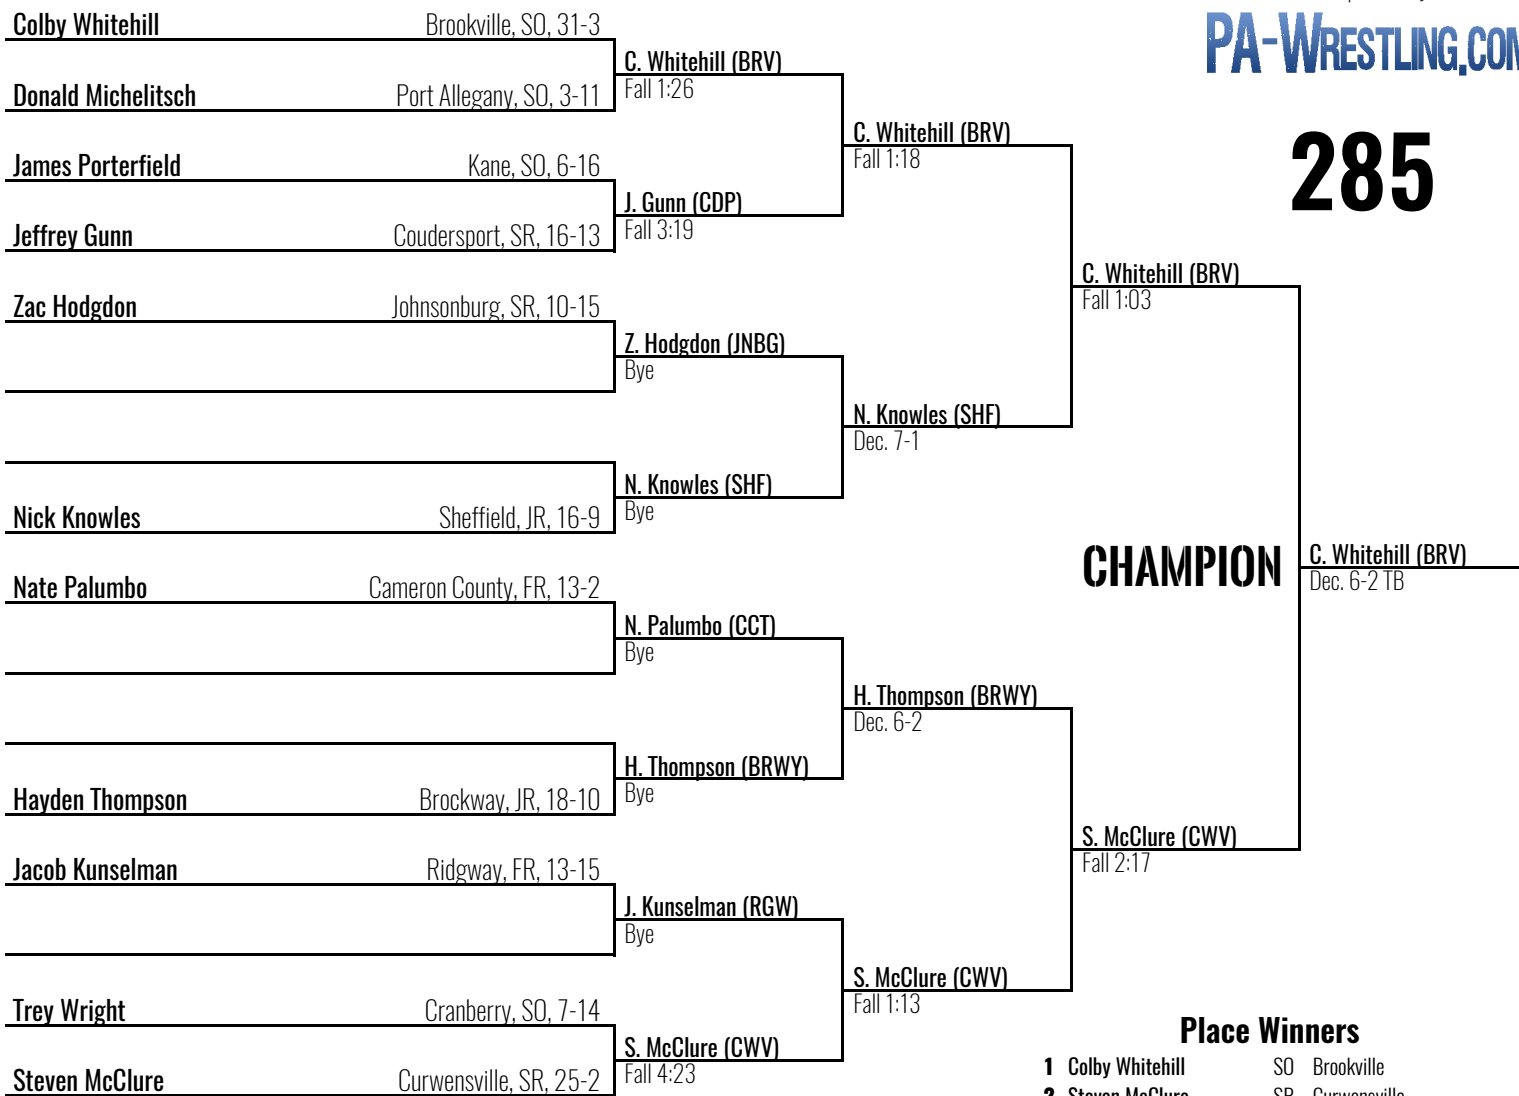 PA-WRESTLING.COM
285
Colby Whitehill Brookville, SO, 31-3
C. Whitehill (BRV)
Fall 1:26
Donald Michelitsch Port Allegany, SO, 3-11
C. Whitehill (BRV)
Fall 1:18
James Porterfield Kane, SO, 6-16
J. Gunn (CDP)
Fall 3:19
Jeffrey Gunn Coudersport, SR, 16-13
C. Whitehill (BRV)
Fall 1:03
Zac Hodgdon Johnsonburg, SR, 10-15
Z. Hodgdon (JNBG)
Bye
N. Knowles (SHF)
Dec. 7-1
N. Knowles (SHF)
Bye
Nick Knowles Sheffield, JR, 16-9
CHAMPION
C. Whitehill (BRV)
Dec. 6-2 TB
Nate Palumbo Cameron County, FR, 13-2
N. Palumbo (CCT)
Bye
H. Thompson (BRWY)
Dec. 6-2
H. Thompson (BRWY)
Bye
Hayden Thompson Brockway, JR, 18-10
S. McClure (CWV)
Fall 2:17
Jacob Kunselman Ridgway, FR, 13-15
J. Kunselman (RGW)
Bye
S. McClure (CWV)
Fall 1:13
Trey Wright Cranberry, SO, 7-14
S. McClure (CWV)
Fall 4:23
Steven McClure Curwensville, SR, 25-2
Place Winners
1 Colby Whitehill SO Brookville
2 Steven McClure SR Curwensville